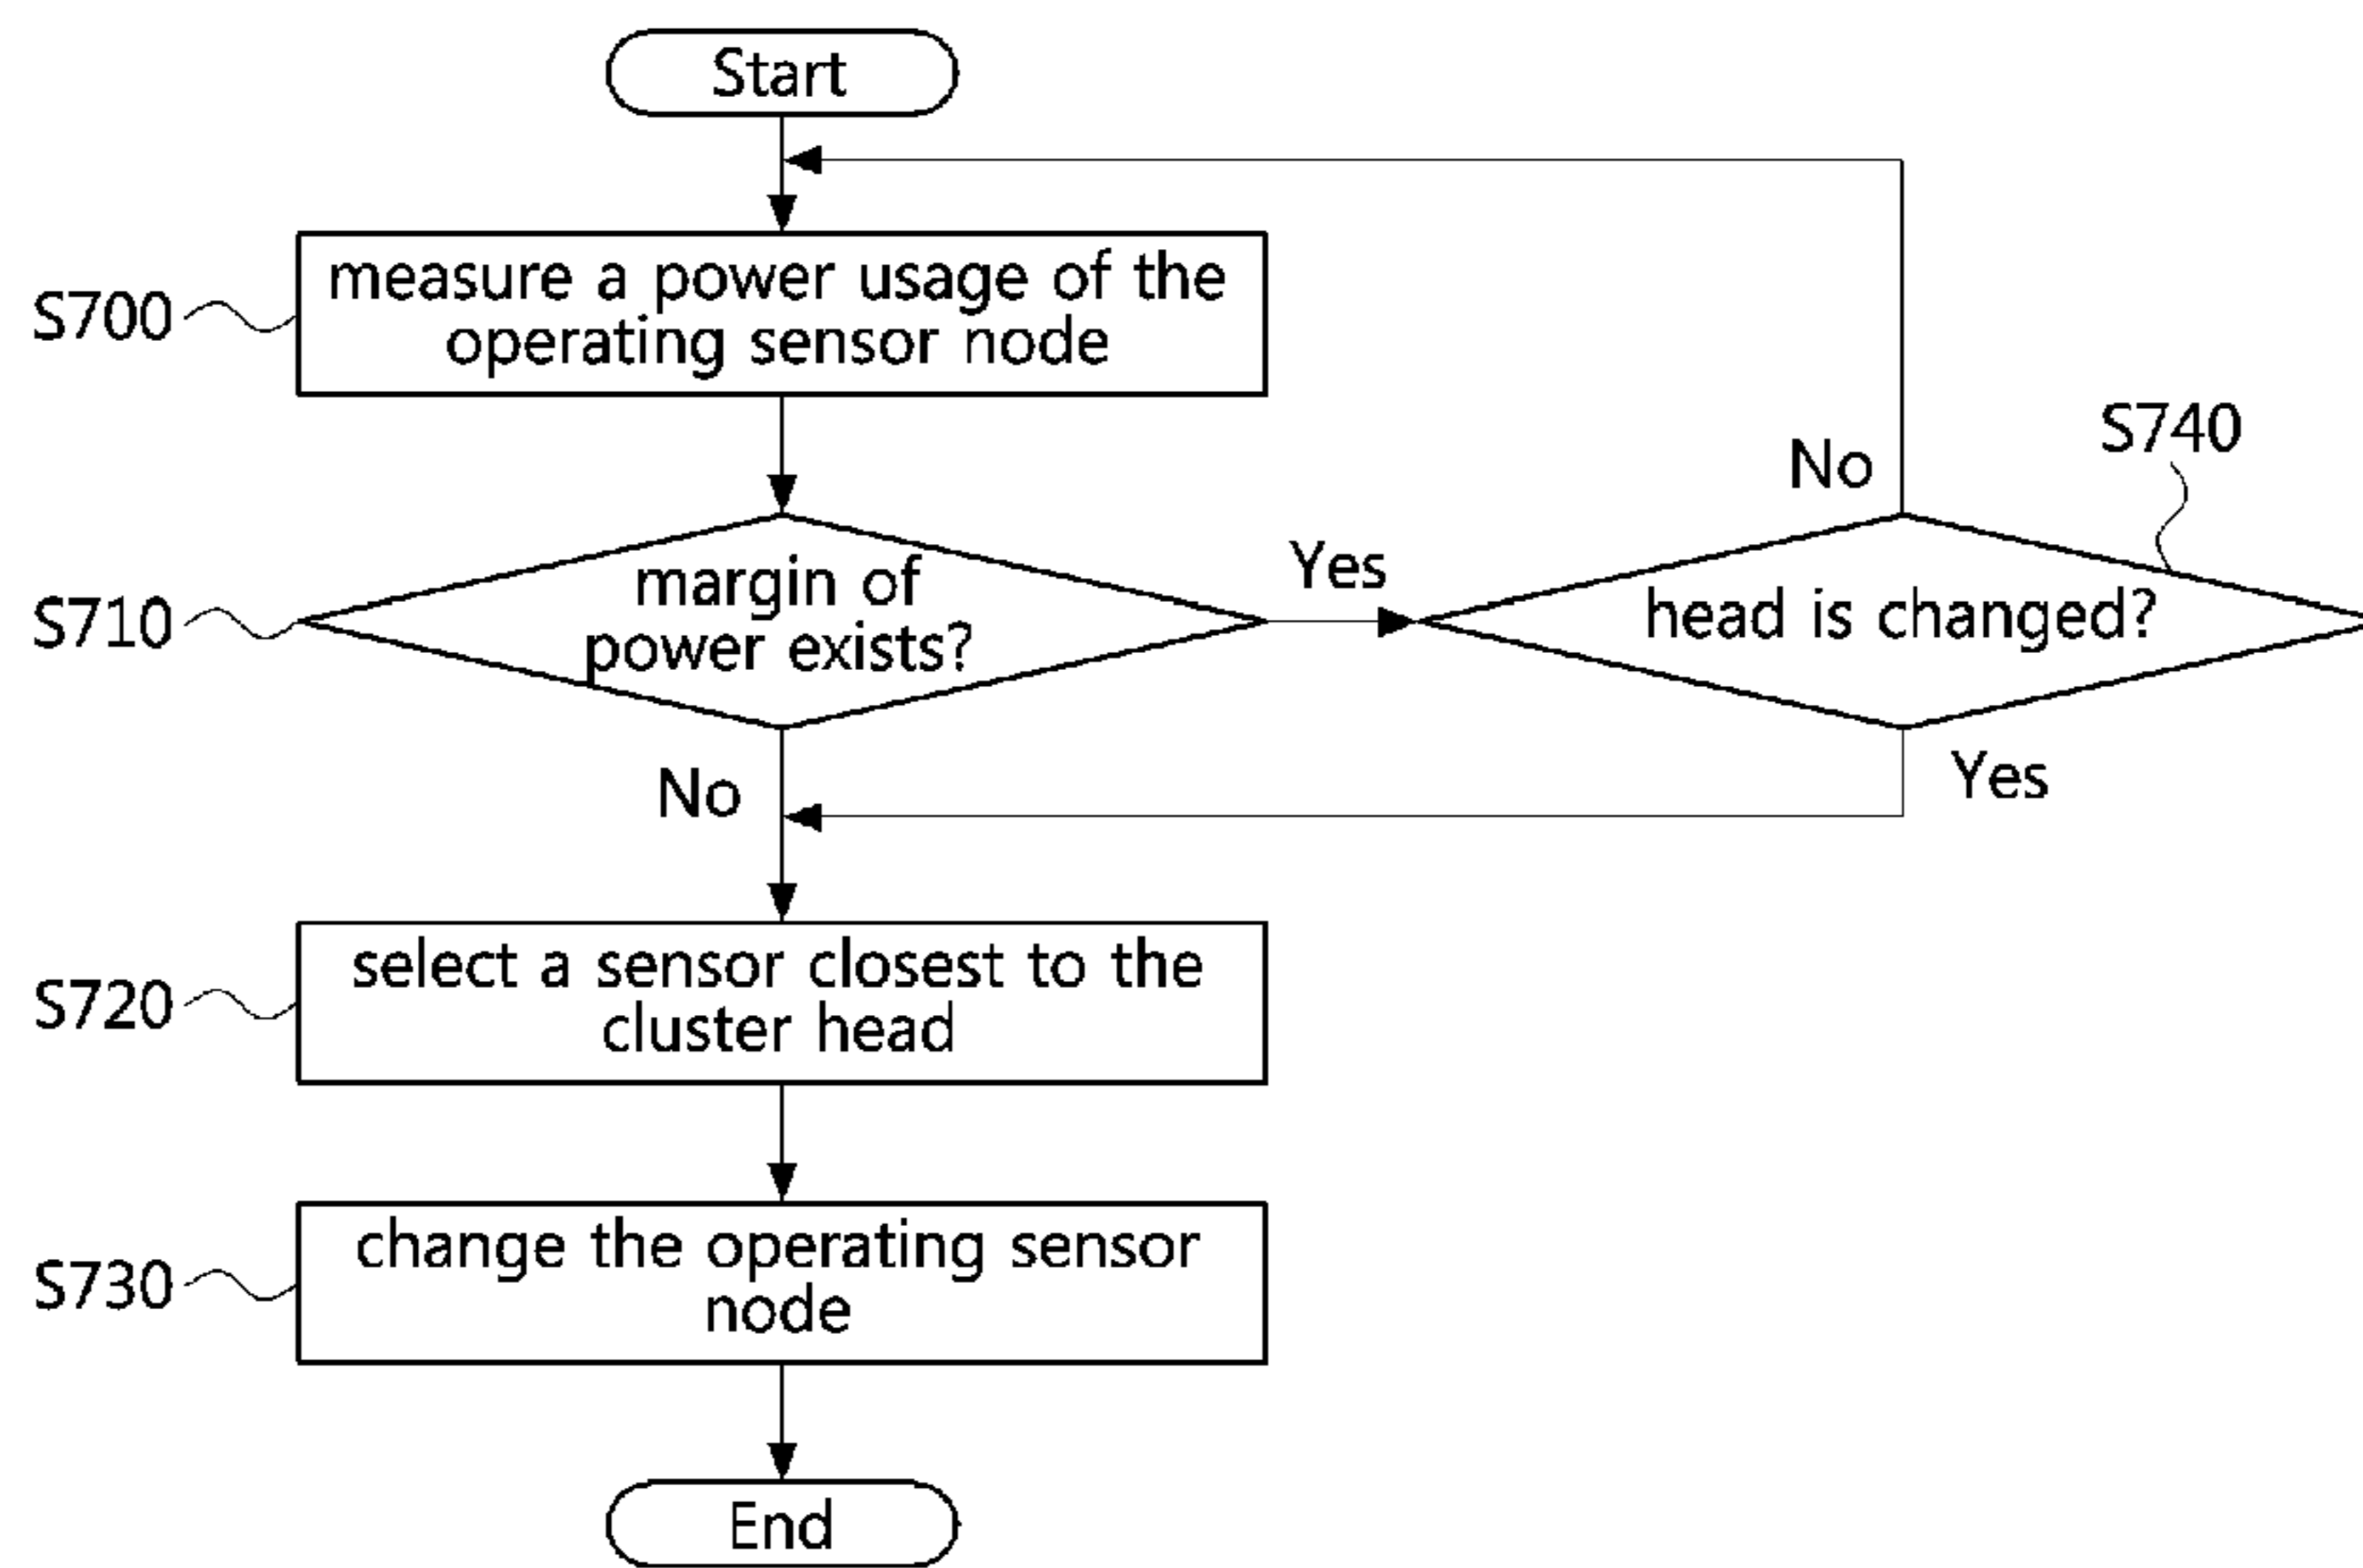 Start
S700
measure a power usage of the
operating sensor node
S740
No
S710
margin of
power exists?
Yes
head is changed?
No
Yes
S720
select a sensor closest to the
cluster head
S730
change the operating sensor
node
End